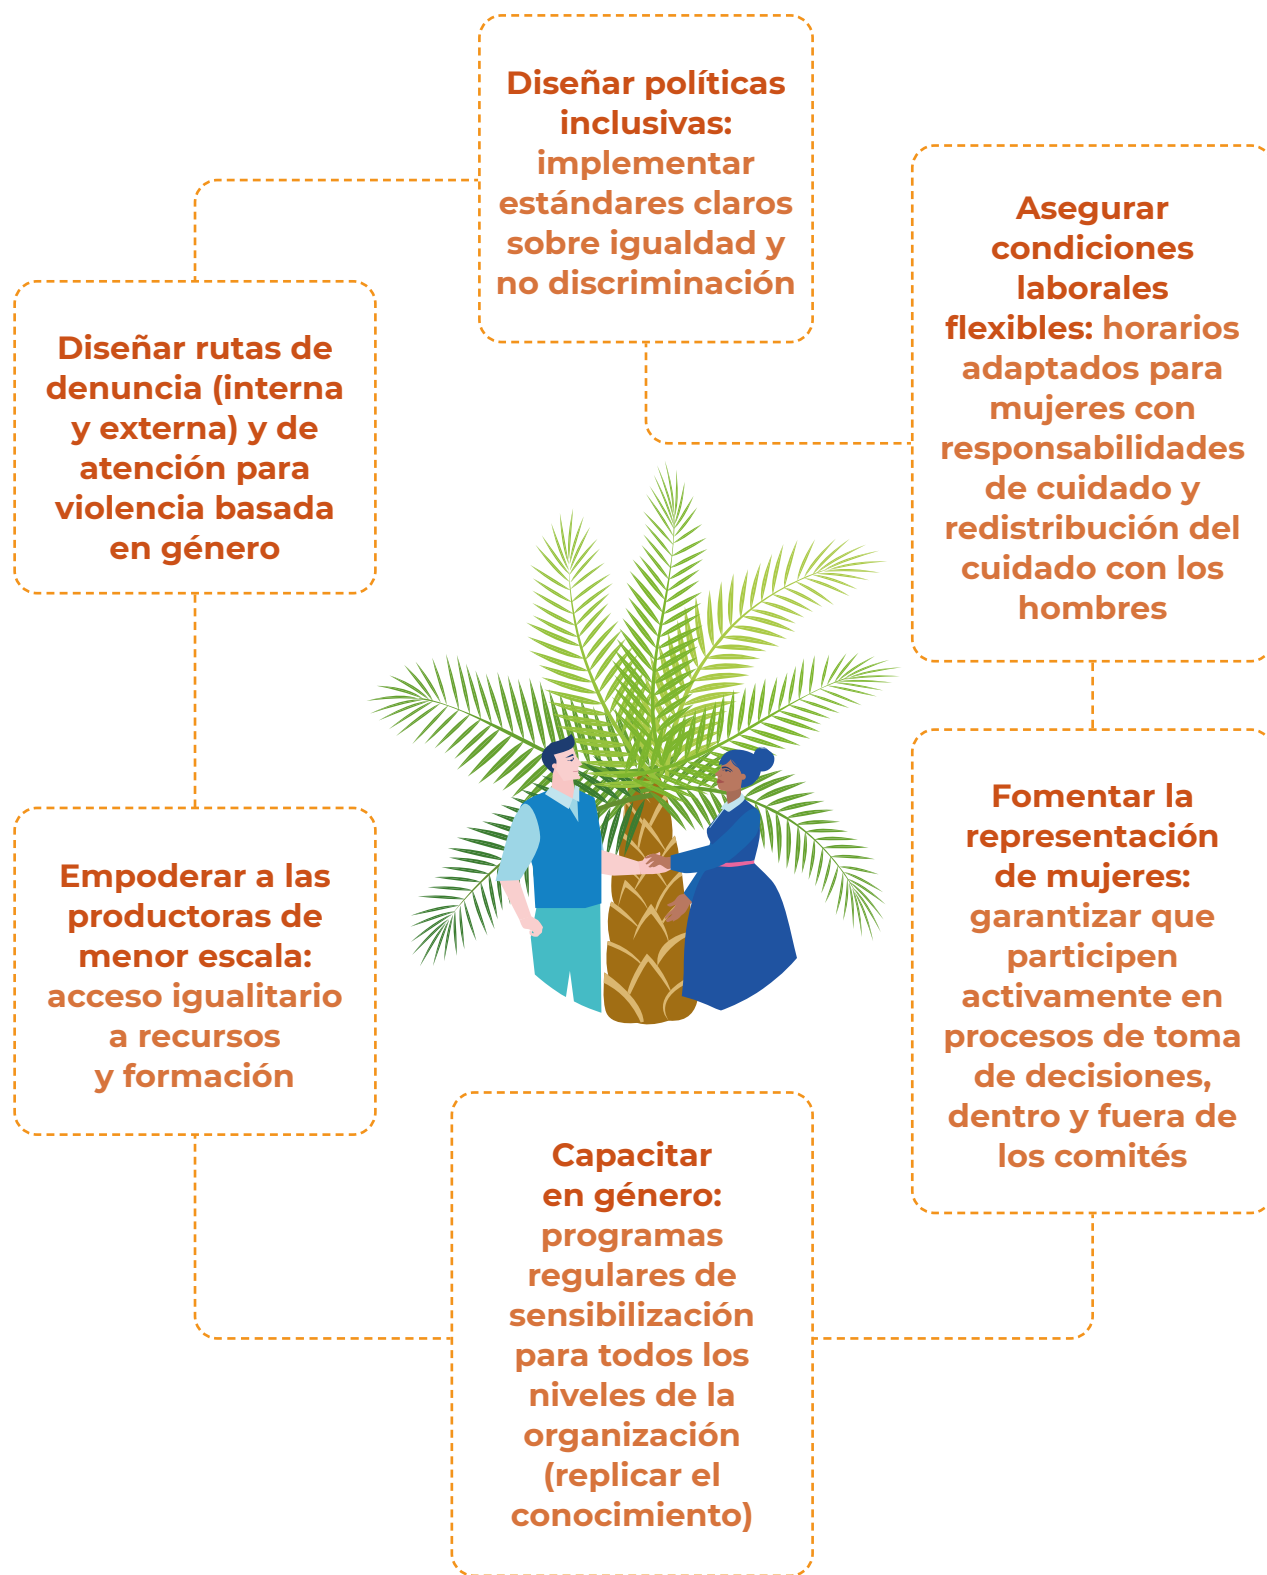 Diseñar políticas
inclusivas:
implementar
estándares claros
sobre igualdad y
no discriminación
Asegurar
condiciones
laborales
flexibles: horarios
adaptados para
mujeres con
responsabilidades
de cuidado y
redistribución del
cuidado con los
hombres
Fomentar la
representación
de mujeres:
garantizar que
participen
activamente en
procesos de toma
de decisiones,
dentro y fuera de
los comités
Capacitar
en género:
programas
regulares de
sensibilización
para todos los
niveles de la
organización
(replicar el
conocimiento)
Empoderar a las
productoras de
menor escala:
acceso igualitario
a recursos
y formación
Diseñar rutas de
denuncia (interna
y externa) y de
atención para
violencia basada
en género